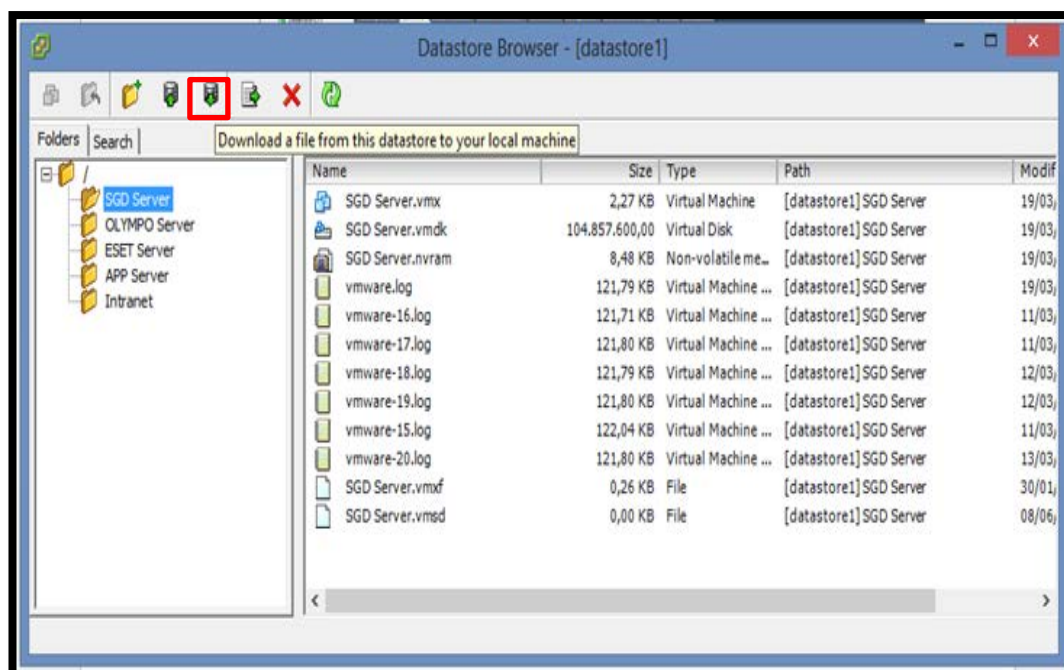 Datastore Browser - [datastore1]
Folders Search
Download a file from this datastore to your local machine
/
SGD Server
OLYMPO Server
ESET Server
APP Server
Intranet
Name Size Type Path Modif
SGD Server.vmx 2,27 KB Virtual Machine [datastore1] SGD Server 19/03/
SGD Server.vmdk 104.857.600,00 Virtual Disk [datastore1] SGD Server 19/03/
SGD Server.nvram 8,48 KB Non-volatile me... [datastore1] SGD Server 19/03/
vmware.log 121,79 KB Virtual Machine ... [datastore1] SGD Server 19/03/
vmware-16.log 121,71 KB Virtual Machine ... [datastore1] SGD Server 11/03/
vmware-17.log 121,80 KB Virtual Machine ... [datastore1] SGD Server 11/03/
vmware-18.log 121,79 KB Virtual Machine ... [datastore1] SGD Server 12/03/
vmware-19.log 121,80 KB Virtual Machine ... [datastore1] SGD Server 12/03/
vmware-15.log 122,04 KB Virtual Machine ... [datastore1] SGD Server 11/03/
vmware-20.log 121,80 KB Virtual Machine ... [datastore1] SGD Server 13/03/
SGD Server.vmxf 0,26 KB File [datastore1] SGD Server 30/01/
SGD Server.vmsd 0,00 KB File [datastore1] SGD Server 08/06/